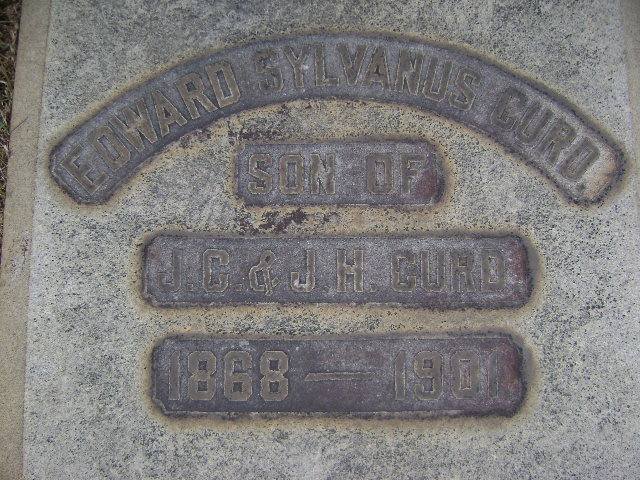 EDWARD SYLVANUS CURD.
SON OF
J.C. & J.H. CURD
1868 — 1901